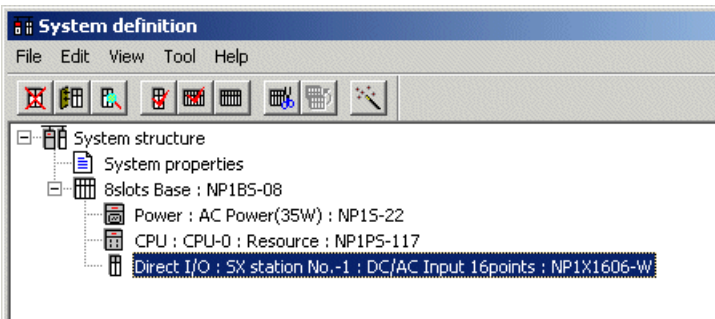 System definition
File Edit View Tool Help
System structure
System properties
8slots Base : NP1BS-08
Power : AC Power(35W) : NP1S-22
CPU : CPU-0 : Resource : NP1PS-117
Direct I/O : SX station No.-1 : DC/AC Input 16points : NP1X1606-W